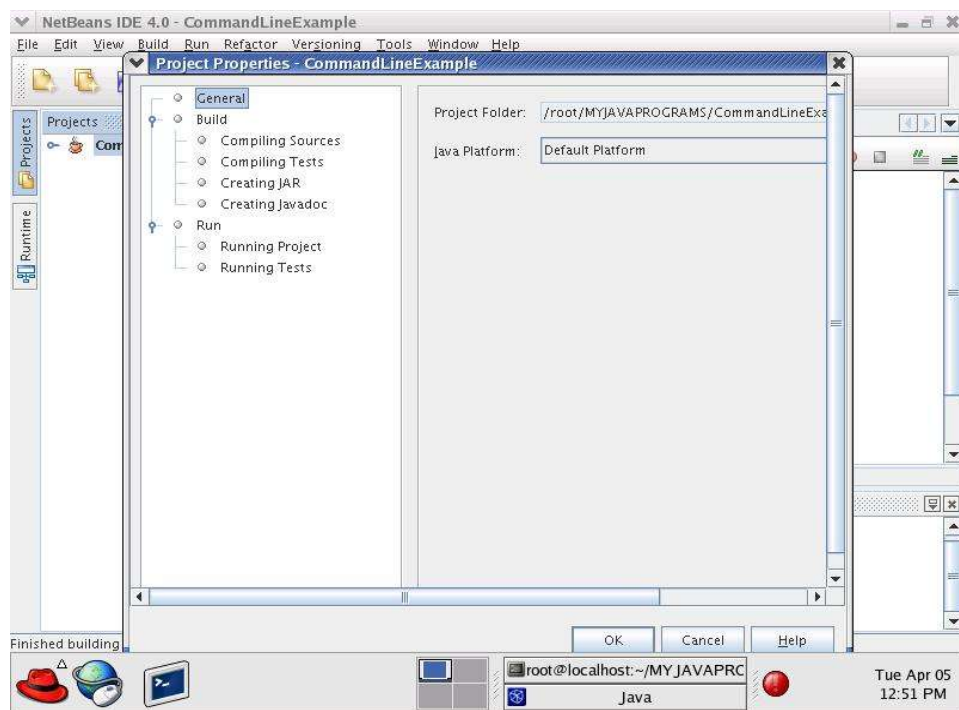 NetBeans IDE 4.0 - CommandLineExample
File Edit View Build Run Refactor Versioning Tools Window Help
Project Properties - CommandLineExample
Projects
Runtime
Projects
Com
General
Build
Compiling Sources
Compiling Tests
Creating JAR
Creating Javadoc
Run
Running Project
Running Tests
Project Folder: /root/MYJAVAPROGRAMS/CommandLineExa
Java Platform: Default Platform
OK Cancel Help
Finished building
root@localhost:~/MYJAVAPRC
Java
Tue Apr 05
12:51 PM